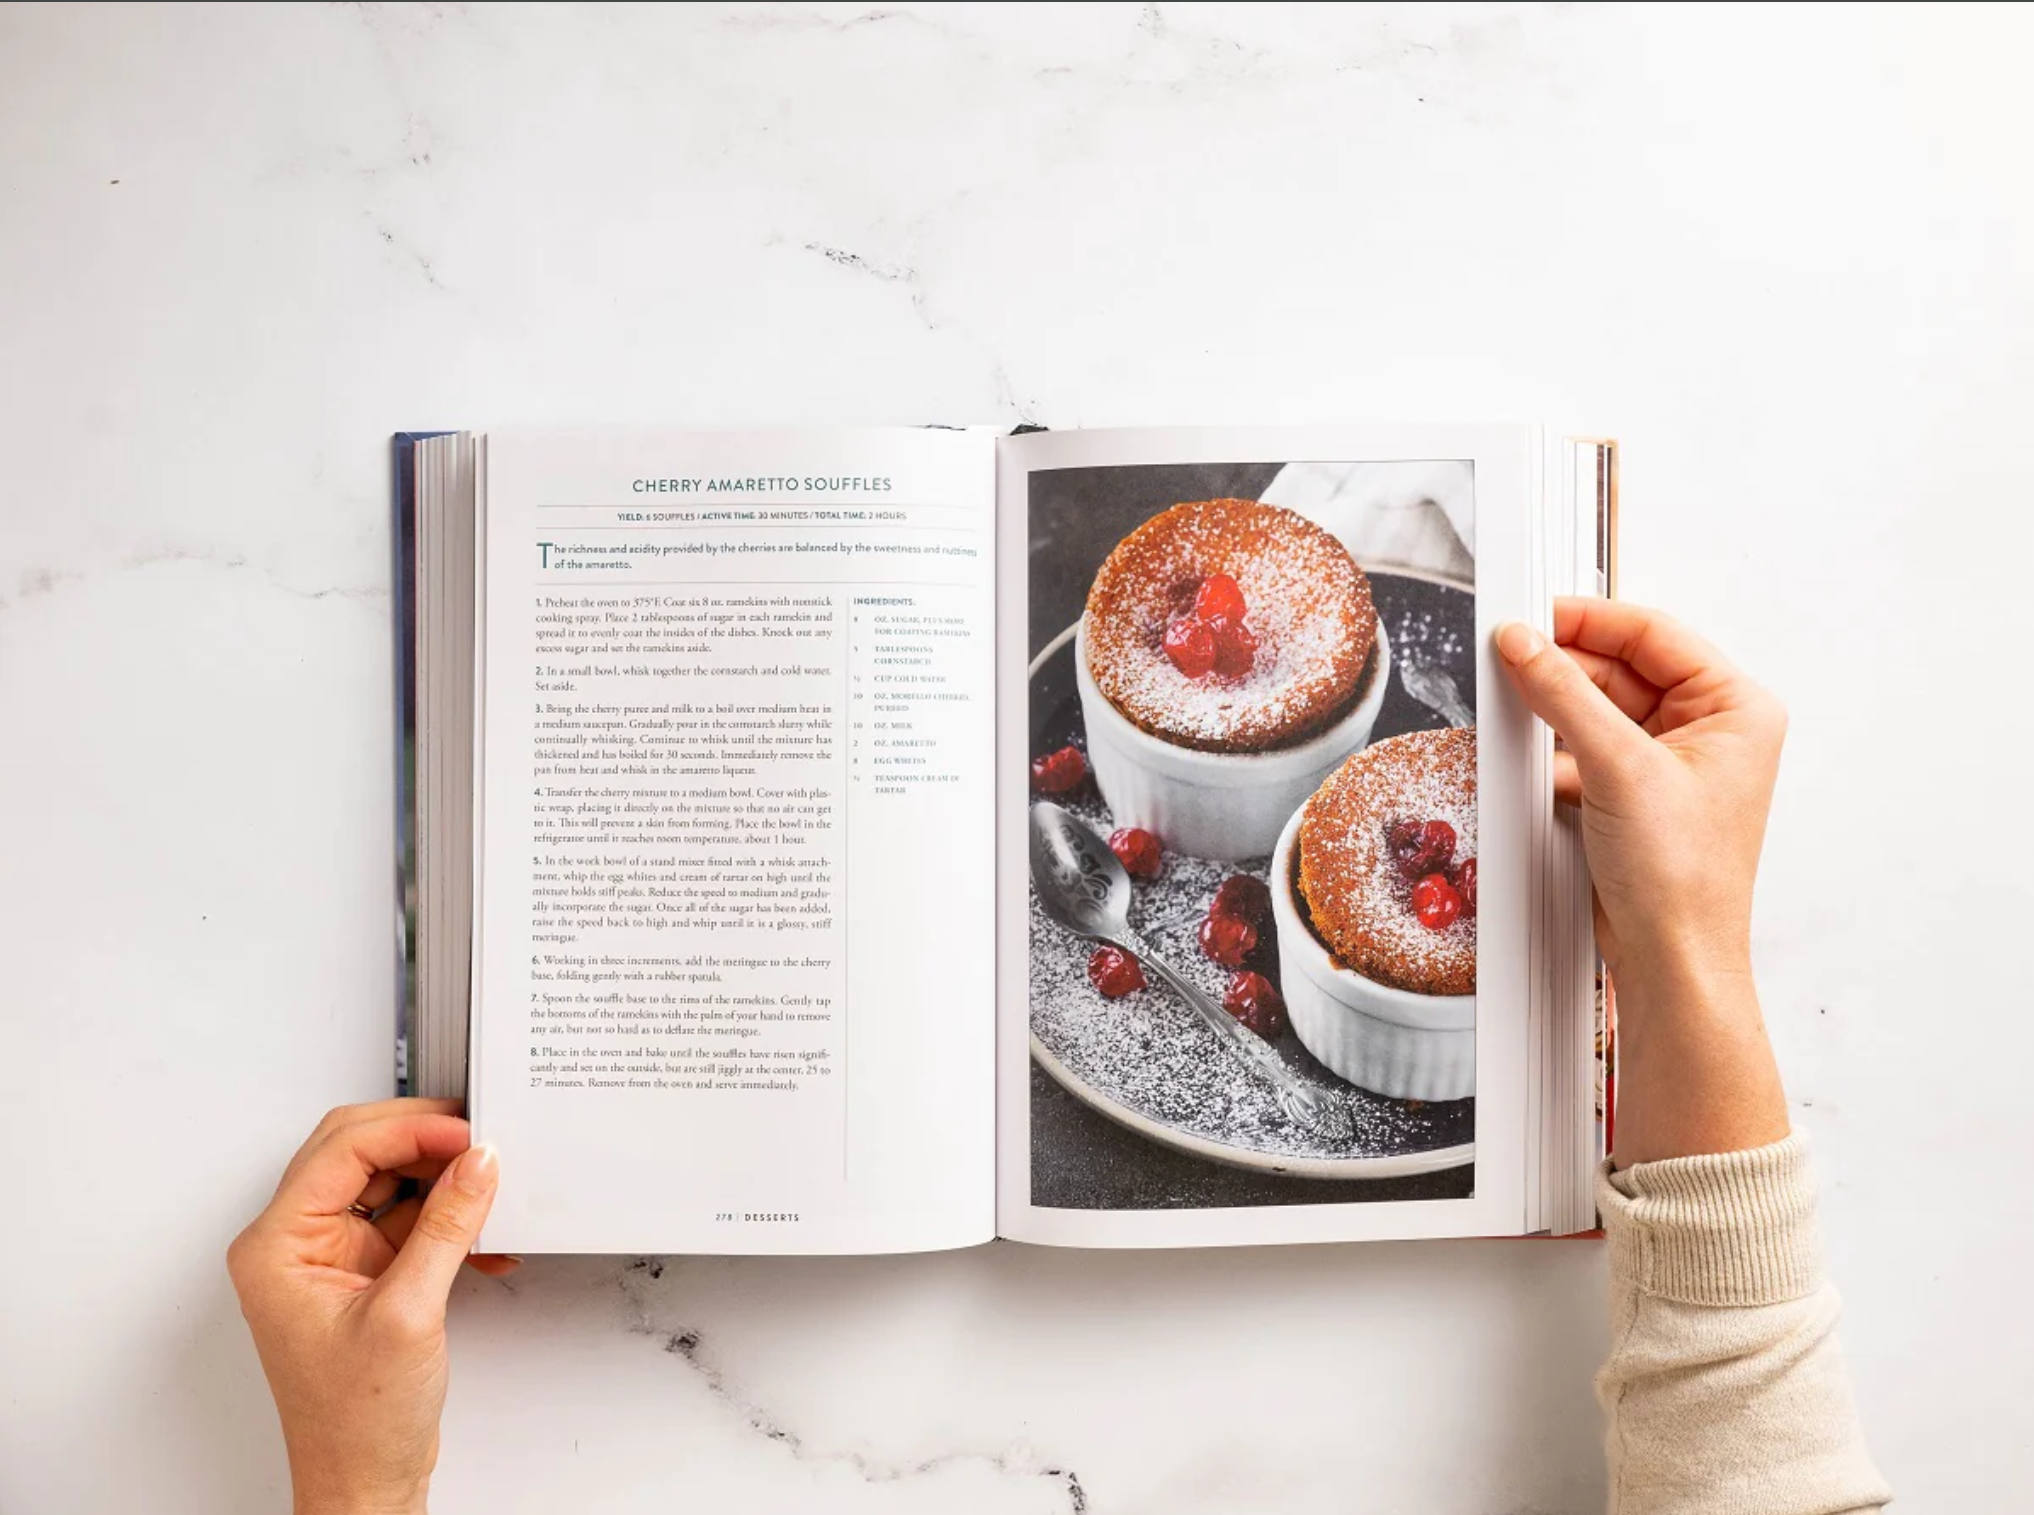 CHERRY AMARETTO SOUFFLES
YIELD: 6 SOUFFLES / ACTIVE TIME: 30 MINUTES / TOTAL TIME: 2 HOURS
The richness and acidity provided by the cherries are balanced by the sweetness and nuttiness
of the amaretto.
1. Preheat the oven to 375°F. Coat six 8 oz. ramekins with nonstick
cooking spray. Place 2 tablespoons of sugar in each ramekin and
spread it to evenly coat the insides of the dishes. Knock out any
excess sugar and set the ramekins aside.
2. In a small bowl, whisk together the cornstarch and cold water.
Set aside.
3. Bring the cherry puree and milk to a boil over medium heat in
a medium saucepan. Gradually pour in the cornstarch slurry while
continually whisking. Continue to whisk until the mixture has
thickened and has boiled for 30 seconds. Immediately remove the
pan from heat and whisk in the amaretto liqueur.
4. Transfer the cherry mixture to a medium bowl. Cover with plas-
tic wrap, placing it directly on the mixture so that no air can get
to it. This will prevent a skin from forming. Place the bowl in the
refrigerator until it reaches room temperature, about 1 hour.
5. In the work bowl of a stand mixer fitted with a whisk attach-
ment, whip the egg whites and cream of tartar on high until the
mixture holds stiff peaks. Reduce the speed to medium and gradu-
ally incorporate the sugar. Once all of the sugar has been added,
raise the speed back to high and whip until it is a glossy, stiff
meringue.
6. Working in three increments, add the meringue to the cherry
base, folding gently with a rubber spatula.
7. Spoon the souffle base to the rims of the ramekins. Gently tap
the bottoms of the ramekins with the palm of your hand to remove
any air, but not so hard as to deflate the meringue.
8. Place in the oven and bake until the souffles have risen signifi-
cantly and set on the outside, but are still jiggly at the center, 25 to
27 minutes. Remove from the oven and serve immediately.
INGREDIENTS:
OZ. SUGAR, PLUS MORE
FOR COATING RAMEKINS
TABLESPOONS
CORNSTARCH
CUP COLD WATER
OZ. MORELLO CHERRIES,
PUREED
10 OZ. MILK
2 OZ. AMARETTO
8 EGG WHITES
TEASPOON CREAM OF
TARTAR
278 | DESSERTS